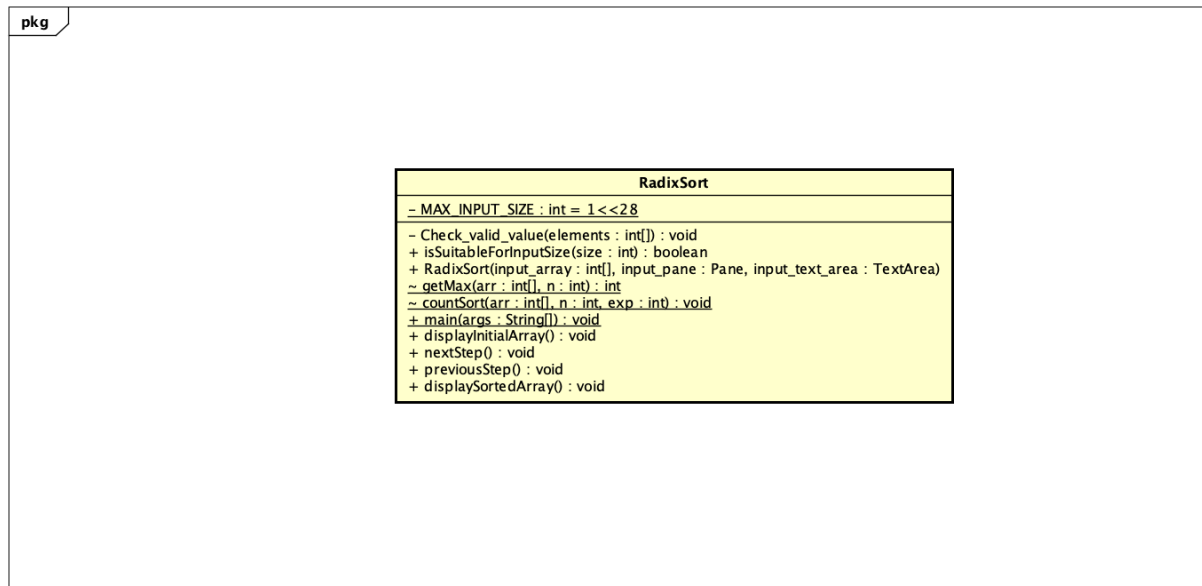 pkg
RadixSort
- MAX_INPUT_SIZE : int = 1<<28
- Check_valid_value(elements : int[]) : void
+ isSuitableForInputSize(size : int) : boolean
+ RadixSort(input_array : int[], input_pane : Pane, input_text_area : TextArea)
~ getMax(arr : int[], n : int) : int
~ countSort(arr : int[], n : int, exp : int) : void
+ main(args : String[]) : void
+ displayInitialArray() : void
+ nextStep() : void
+ previousStep() : void
+ displaySortedArray() : void